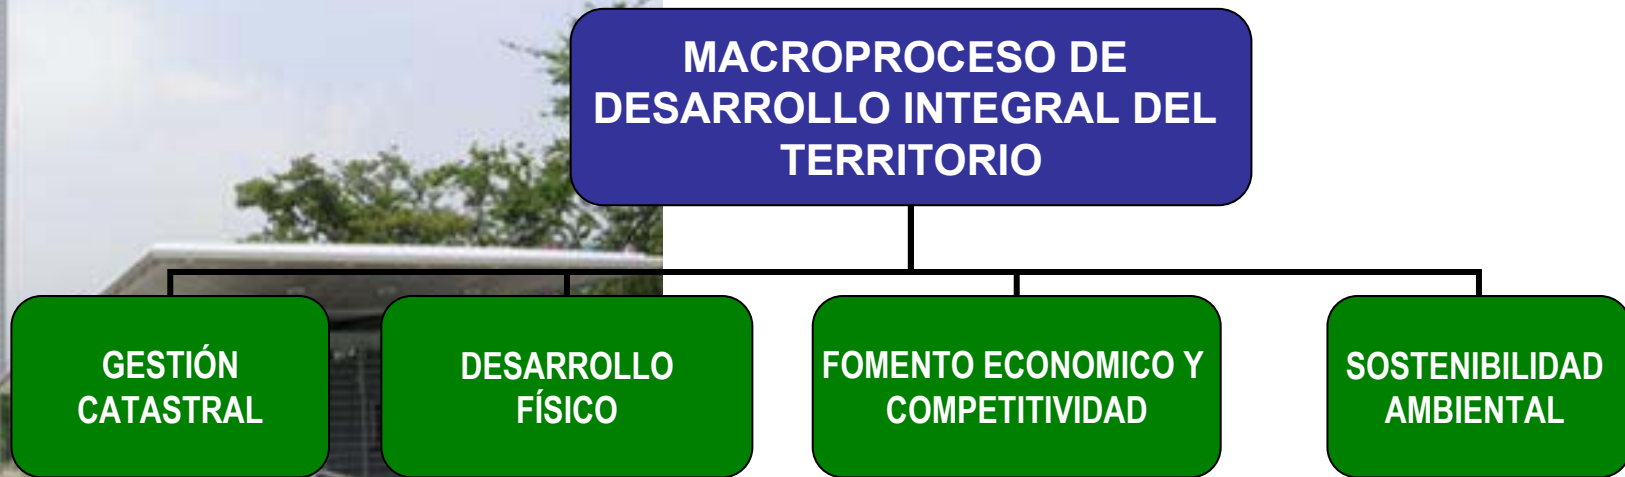 MACROPROCESO DE
DESARROLLO INTEGRAL DEL
TERRITORIO
GESTIÓN
CATASTRAL
DESARROLLO
FÍSICO
FOMENTO ECONOMICO Y
COMPETITIVIDAD
SOSTENIBILIDAD
AMBIENTAL